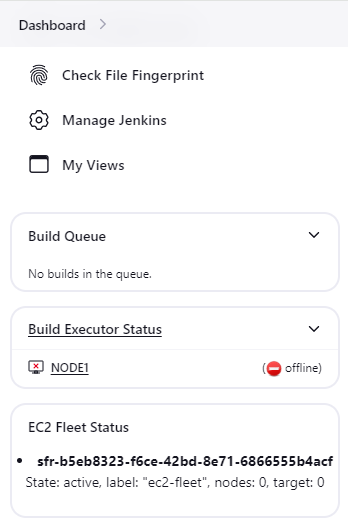 Dashboard
Check File Fingerprint
Manage Jenkins
My Views
Build Queue
No builds in the queue.
Build Executor Status
NODE1 (offline)
EC2 Fleet Status
• sfr-b5eb8323-f6ce-42bd-8e71-6866555b4acf
State: active, label: "ec2-fleet", nodes: 0, target: 0